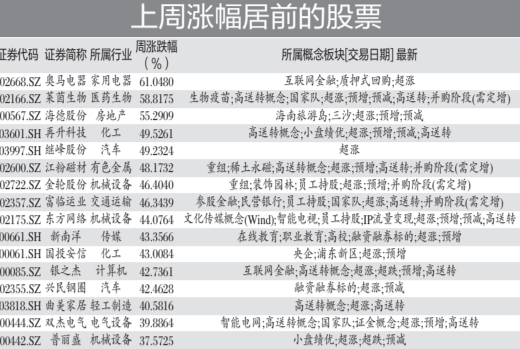 上周涨幅居前的股票
证券代码 证券简称 所属行业 周涨跌幅(%) 所属概念板块[交易日期] 最新
02668.SZ 奥马电器 家用电器 61.0480 互联网金融;质押式回购;超涨
02166.SZ 莱茵生物 医药生物 58.8175 生物疫苗;高送转概念;国家队;超涨;预增;预减;高送转;并购阶段(需定增)
00567.SZ 海德股份 房地产 55.2909 海南旅游岛;三沙;超涨;预增;预减
03601.SH 再升科技 化工 49.5261 高送转概念;小盘绩优;超涨;预增;预减;高送转
03997.SH 继峰股份 汽车 49.2324 超涨
02600.SZ 江粉磁材 有色金属 48.1732 重组;稀土永磁;高送转概念;超涨;预增;高送转;并购阶段(需定增)
02722.SZ 金轮股份 机械设备 46.4040 重组;装饰园林;员工持股;超涨;预增;并购阶段(需定增)
02357.SZ 富临运业 交通运输 46.3439 参股金融;民营银行;员工持股;国家队;超涨;高送转;并购阶段(需定增)
02175.SZ 东方网络 机械设备 44.0764 文化传媒概念(Wind);智能电视;员工持股;IP流量变现;超涨;预增;预减;高送转
00661.SH 新南洋 传媒 43.3566 在线教育;职业教育;高校;融资融券标的;超涨;预增
00061.SH 国投安信 化工 43.0084 央企;浦东新区;超涨;预增
00085.SZ 银之杰 计算机 42.7361 互联网金融;高送转概念;超涨;超跌;预增;高送转
02355.SZ 兴民钢圈 汽车 42.4628 融资融券标的;超涨;预减
03818.SH 曲美家居 轻工制造 40.5816 高送转概念;超涨;高送转
00444.SZ 双杰电气 电气设备 39.8864 智能电网;高送转概念;国家队;证金概念;超涨;预增;高送转
00442.SZ 普丽盛 机械设备 37.5725 小盘绩优;超涨;超跌;预减